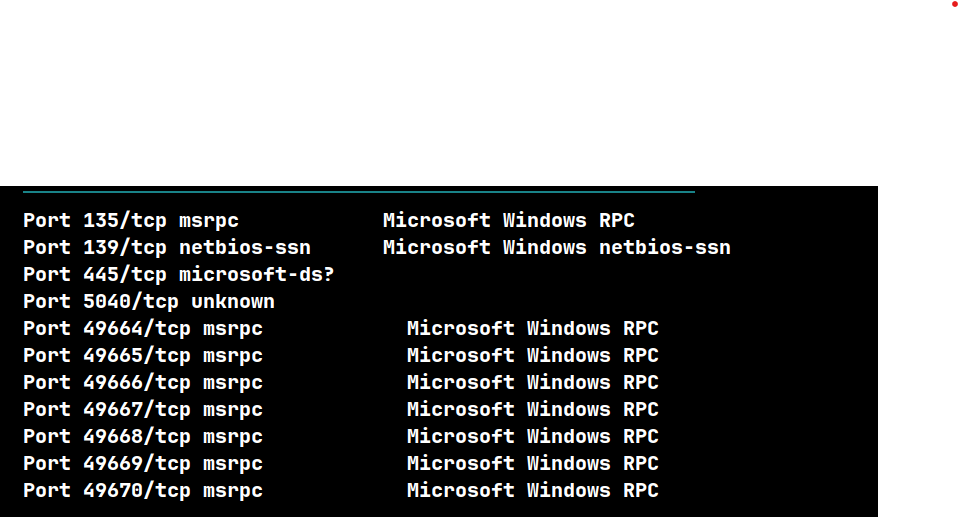 Port 135/tcp msrpc            Microsoft Windows RPC
Port 139/tcp netbios-ssn      Microsoft Windows netbios-ssn
Port 445/tcp microsoft-ds?
Port 5040/tcp unknown
Port 49664/tcp msrpc            Microsoft Windows RPC
Port 49665/tcp msrpc            Microsoft Windows RPC
Port 49666/tcp msrpc            Microsoft Windows RPC
Port 49667/tcp msrpc            Microsoft Windows RPC
Port 49668/tcp msrpc            Microsoft Windows RPC
Port 49669/tcp msrpc            Microsoft Windows RPC
Port 49670/tcp msrpc            Microsoft Windows RPC